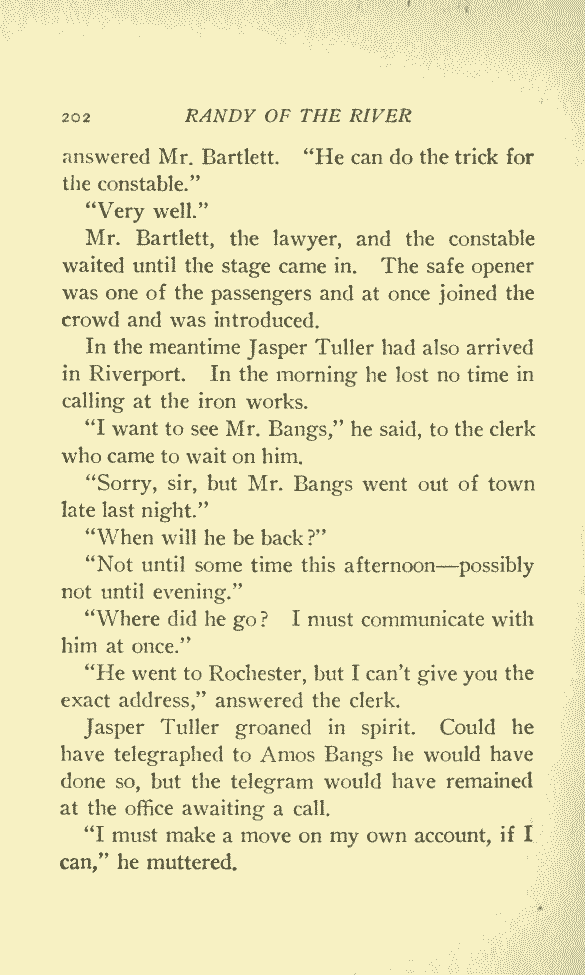 202 RANDY OF THE RIVER
answered Mr. Bartlett. “He can do the trick for
the constable.”
“Very well.”
Mr. Bartlett, the lawyer, and the constable
waited until the stage came in. The safe opener
was one of the passengers and at once joined the
crowd and was introduced.
In the meantime Jasper Tuller had also arrived
in Riverport. In the morning he lost no time in
calling at the iron works.
“I want to see Mr. Bangs,” he said, to the clerk
who came to wait on him.
“Sorry, sir, but Mr. Bangs went out of town
late last night.”
“When will he be back?”
“Not until some time this afternoon—possibly
not until evening.”
“Where did he go? I must communicate with
him at once.”
“He went to Rochester, but I can’t give you the
exact address,” answered the clerk.
Jasper Tuller groaned in spirit. Could he
have telegraphed to Amos Bangs he would have
done so, but the telegram would have remained
at the office awaiting a call.
“I must make a move on my own account, if I
can,” he muttered.